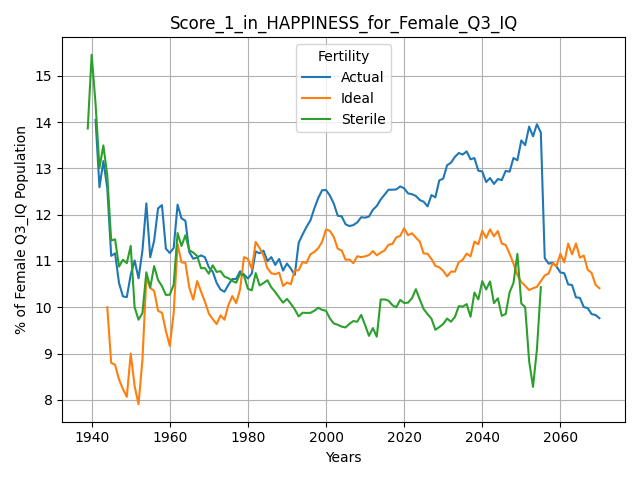 Score_1_in_HAPPINESS_for_Female_Q3_IQ
Fertility
Actual
Ideal
Sterile
% of Female Q3_IQ Population
15
14
13
12
11
10
9
8
1940
1960
1980
2000
2020
2040
2060
Years